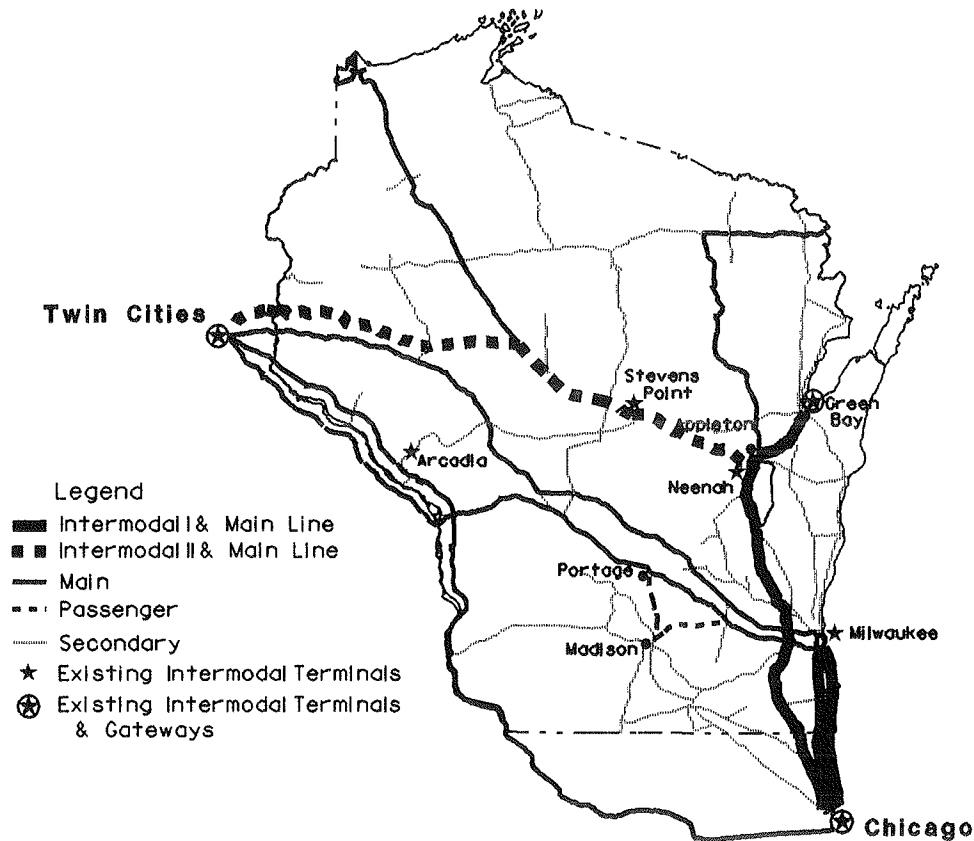 Twin Cities
Stevens
Point
Appleton
Green
Bay
Arcadia
Neenah
Legend
Intermodal I & Main Line
Intermodal II & Main Line
Main
Passenger
Secondary
Existing Intermodal Terminals
Existing Intermodal Terminals
& Gateways
Portage
Madison
Milwaukee
Chicago